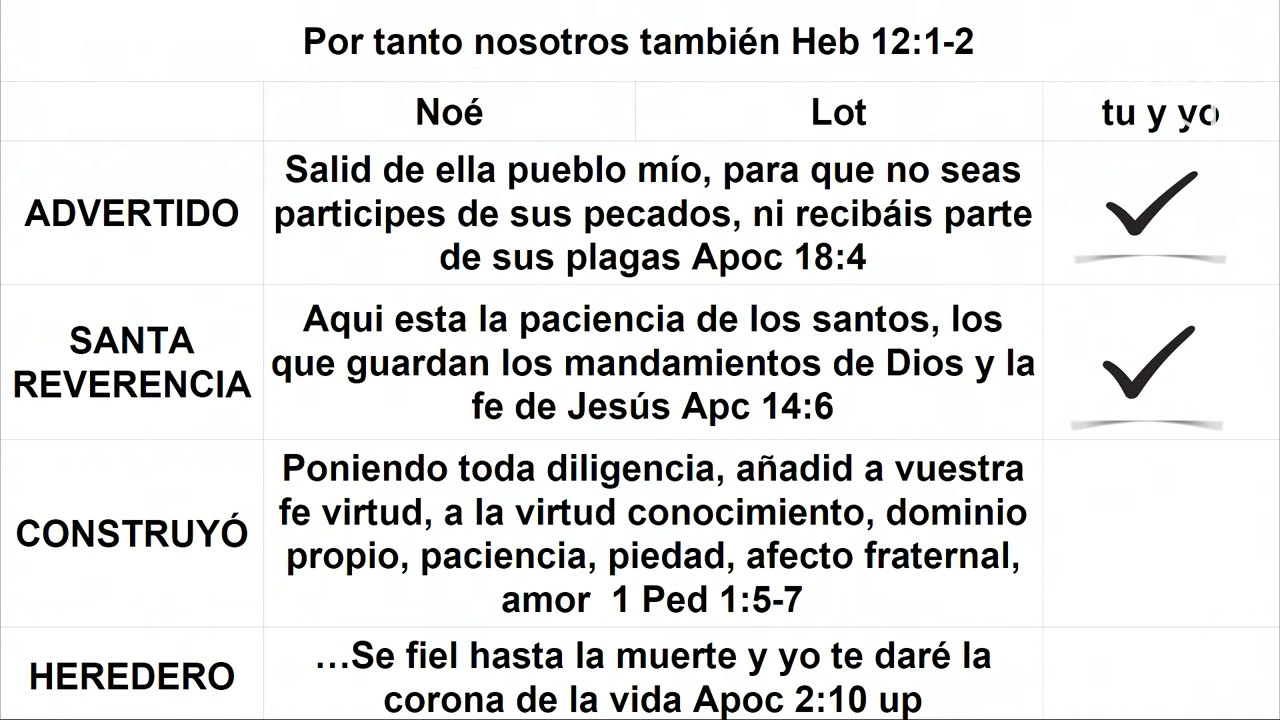 Por tanto nosotros también Heb 12:1-2
Noé
Lot
tu y yo
ADVERTIDO
Salid de ella pueblo mío, para que no seas
participes de sus pecados, ni recibáis parte
de sus plagas Apoc 18:4
SANTA
REVERENCIA
Aqui esta la paciencia de los santos, los
que guardan los mandamientos de Dios y la
fe de Jesús Apc 14:6
CONSTRUYÓ
Poniendo toda diligencia, añadid a vuestra
fe virtud, a la virtud conocimiento, dominio
propio, paciencia, piedad, afecto fraternal,
amor 1 Ped 1:5-7
HEREDERO
…Se fiel hasta la muerte y yo te daré la
corona de la vida Apoc 2:10 up